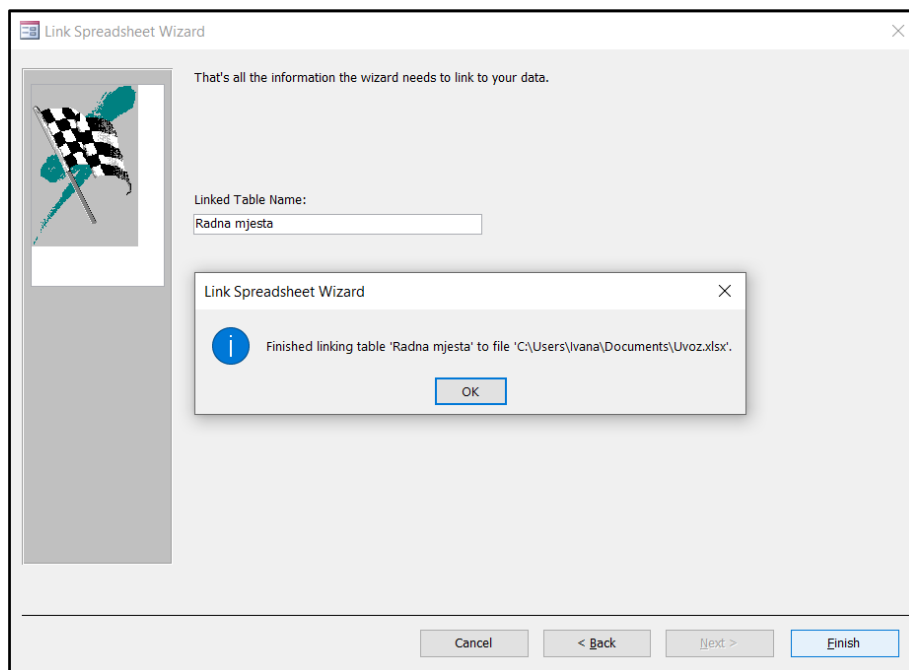 Link Spreadsheet Wizard
That's all the information the wizard needs to link to your data.
Linked Table Name:
Radna mjesta
Link Spreadsheet Wizard
Finished linking table 'Radna mjesta' to file 'C:\Users\Ivana\Documents\Uvoz.xlsx'.
OK
Cancel
< Back
Next >
Finish